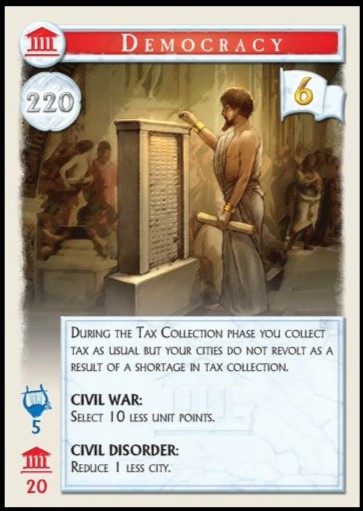 DEMOCRACY
220
6
DURING THE TAX COLLECTION PHASE YOU COLLECT
TAX AS USUAL BUT YOUR CITIES DO NOT REVOLT AS A
RESULT OF A SHORTAGE IN TAX COLLECTION.
CIVIL WAR:
SELECT 10 LESS UNIT POINTS.
CIVIL DISORDER:
REDUCE 1 LESS CITY.
5
20